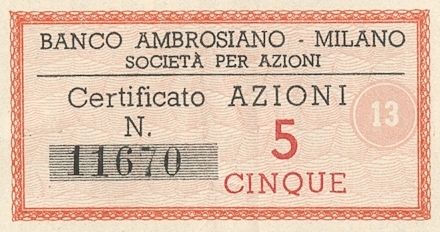 BANCO AMBROSIANO - MILANO
SOCIETÀ PER AZIONI
Certificato AZIONI
N. 5
11670 CINQUE
13